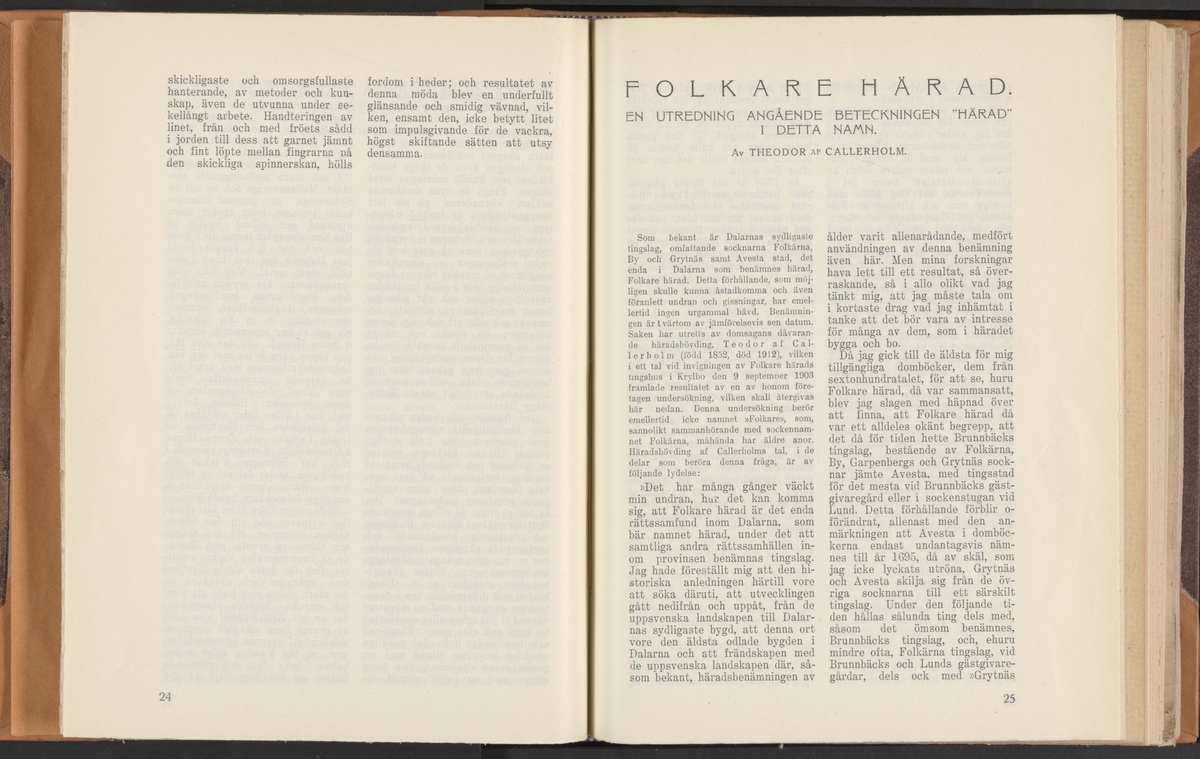 skickligaste och omsorgsfullaste
hanterande, av metoder och kun-
skap, även de utvunna under se-
kellångt arbete. Handteringen av
linet, från och med fröets sådd
i jorden till dess att garnet jämnt
och fint löpte mellan fingrarna på
den skickliga spinnerskan, hölls
fordom i heder; och resultatet av
denna möda blev en underfullt
glänsande och smidig vävnad, vil-
ken, ensamt den, icke betytt litet
som impulsgivande för de vackra,
högst skiftande sätten att utsy
densamma.
24
FOLKARE HÄRAD.
EN UTREDNING ANGÅENDE BETECKNINGEN "HÄRAD"
I DETTA NAMN.
Av THEODOR AF CALLERHOLM.
Som bekant är Dalarnas sydligaste
tingslag, omfattande socknarna Folkärna,
By och Grytnäs samt Avesta stad, det
enda i Dalarna som benämnes härad,
Folkare härad. Detta förhållande, som möj-
ligen skulle kunna åstadkomma och även
föranlett undran och gissningar, har emel-
lertid ingen urgammal hävd. Benämnin-
gen är tvärtom av jämförelsevis sen datum.
Saken har utretts av domsagans dåvaran-
de häradshövding, Teodor af Cal-
lerholm (född 1852, död 1912), vilken
i ett tal vid invigningen av Folkare härads
tingshus i Krylbo den 9 september 1903
framlade resultatet av en av honom före-
tagen undersökning, vilken skall återgivas
här nedan. Denna undersökning berör
emellertid icke namnet »Folkare», som,
sannolikt sammanhörande med sockennam-
net Folkärna, måhända har äldre anor.
Häradshövding af Callerholms tal, i de
delar som beröra denna fråga, är av
följande lydelse:
»Det har många gånger väckt
min undran, hur det kan komma
sig, att Folkare härad är det enda
rättssamfund inom Dalarna, som
bär namnet härad, under det att
samtliga andra rättssamhällen in-
om provinsen benämnas tingslag.
Jag hade föreställt mig att den hi-
storiska anledningen härtill vore
att söka däruti, att utvecklingen
gått nedifrån och uppåt, från de
uppsvenska landskapen till Dalar-
nas sydligaste bygd, att denna ort
vore den äldsta odlade bygden i
Dalarna och att frändskapen med
de uppsvenska landskapen där, så-
som bekant, häradsbenämningen av
ålder varit allenarådande, medfört
användningen av denna benämning
även här. Men mina forskningar
hava lett till ett resultat, så över-
raskande, så i allo olikt vad jag
tänkt mig, att jag måste tala om
i kortaste drag vad jag inhämtat i
tanke att det bör vara av intresse
för många av dem, som i häradet
bygga och bo.
Då jag gick till de äldsta för mig
tillgängliga domböcker, dem från
sextonhundratalet, för att se, huru
Folkare härad, då var sammansatt,
blev jag slagen med häpnad över
att finna, att Folkare härad då
var ett alldeles okänt begrepp, att
det då för tiden hette Brunnbäcks
tingslag, bestående av Folkärna,
By, Garpenbergs och Grytnäs sock-
nar jämte Avesta, med tingsstad
för det mesta vid Brunnbäcks gäst-
givaregård eller i sockenstugan vid
Lund. Detta förhållande förblir o-
förändrat, allenast med den an-
märkningen att Avesta i domböc-
kerna endast undantagsvis näm-
nes till år 1695, då av skäl, som
jag icke lyckats utröna, Grytnäs
och Avesta skilja sig från de öv-
riga socknarna till ett särskilt
tingslag. Under den följande ti-
den hållas sålunda ting dels med,
såsom det ömsom benämnes,
Brunnbäcks tingslag, och, ehuru
mindre ofta, Folkärna tingslag, vid
Brunnbäcks och Lunds gästgivare-
gårdar, dels ock med »Grytnäs
25